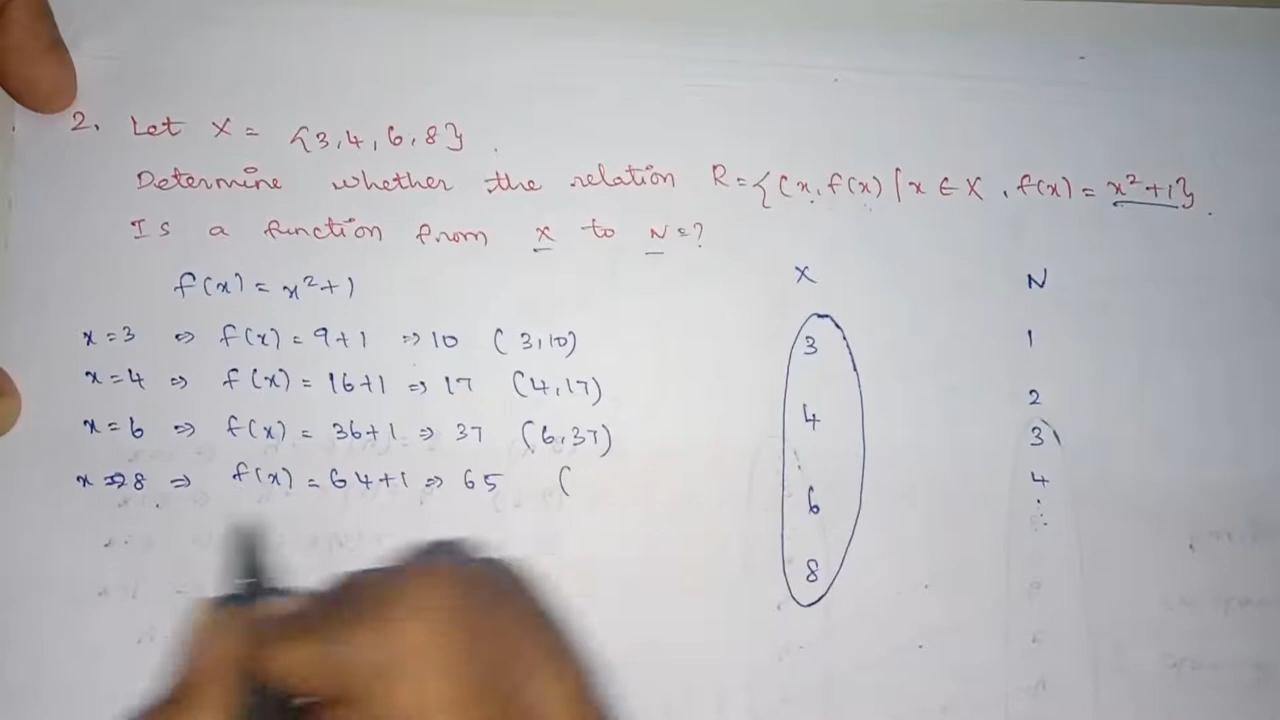 2. Let X = {3,4,6,8}.
Determine whether the relation R={(x,f(x)/x ∈ X, f(x) = x²+1}.
Is a function from X to N=?
f(x) = x²+1
x=3 ⇒ f(x) = 9+1 ⇒ 10 (3,10)
x=4 ⇒ f(x) = 16+1 ⇒ 17 (4,17)
x=6 ⇒ f(x) = 36+1 ⇒ 37 (6,37)
x=8 ⇒ f(x) = 64+1 ⇒ 65 (
X N
3 1
4 2
6 3
8 4